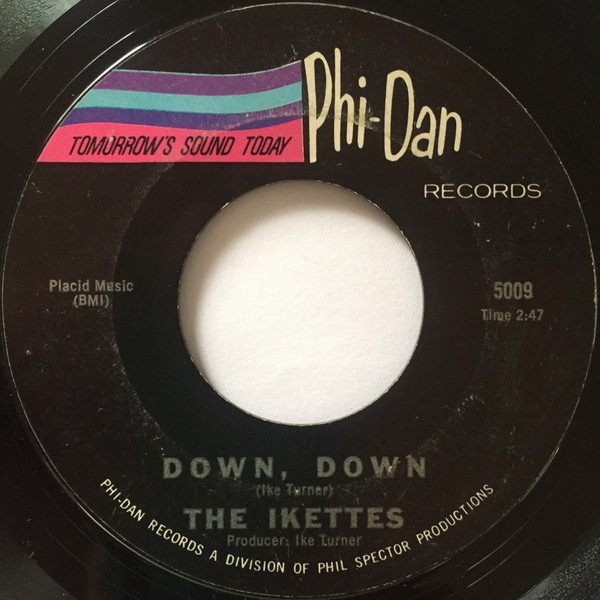 TOMORROW'S SOUND TODAY
Phi-Dan
RECORDS
Placid Music
(BMI)
5009
Time 2:47
DOWN, DOWN
(Ike Turner)
THE IKETTES
Producer: Ike Turner
PHI-DAN RECORDS A DIVISION OF PHIL SPECTOR PRODUCTIONS